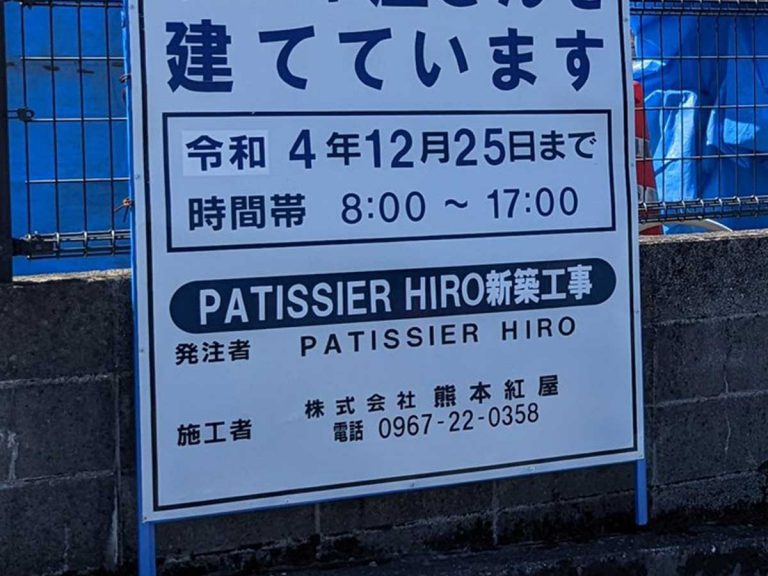 建てています
令和 4年12月25日まで
時間帯 8:00 ～ 17:00
PATISSIER HIRO新築工事
発注者 PATISSIER HIRO
施工者 株式会社 熊本紅屋
電話 0967-22-0358